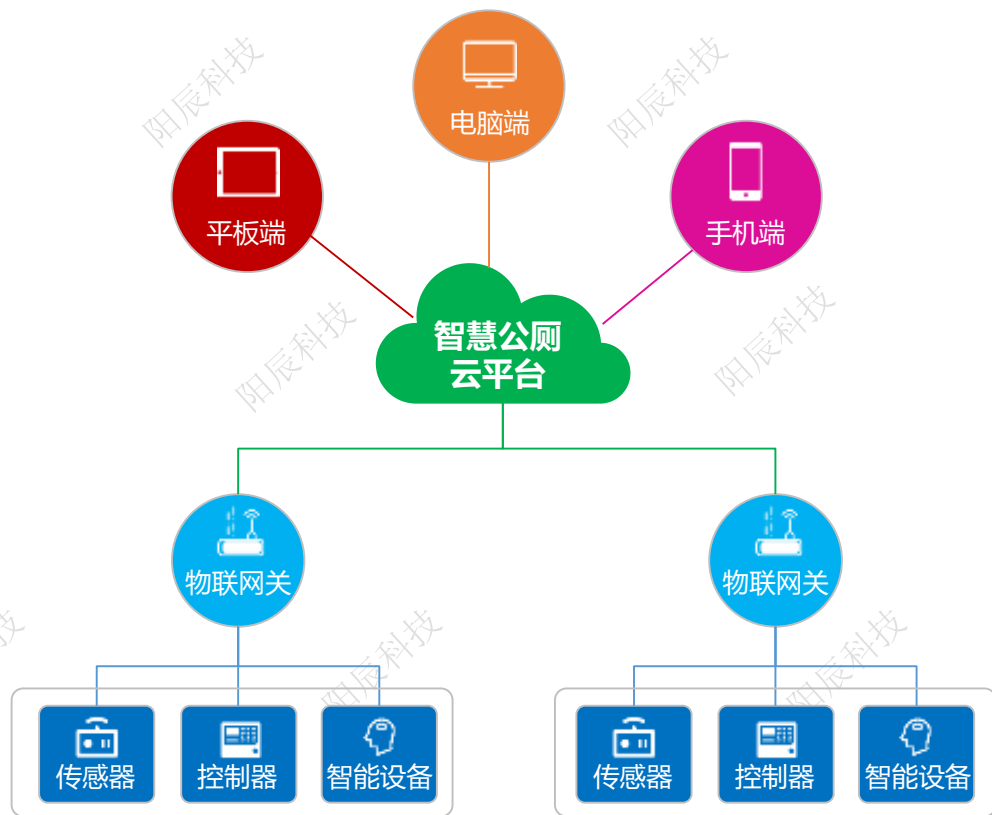 阳辰科技
电脑端
阳辰科技
平板端
手机端
阳辰科技
智慧公厕
云平台
阳辰科技
物联网关
物联网关
技
阳辰科技
阳辰科技
传感器
控制器
智能设备
传感器
控制器
智能设备